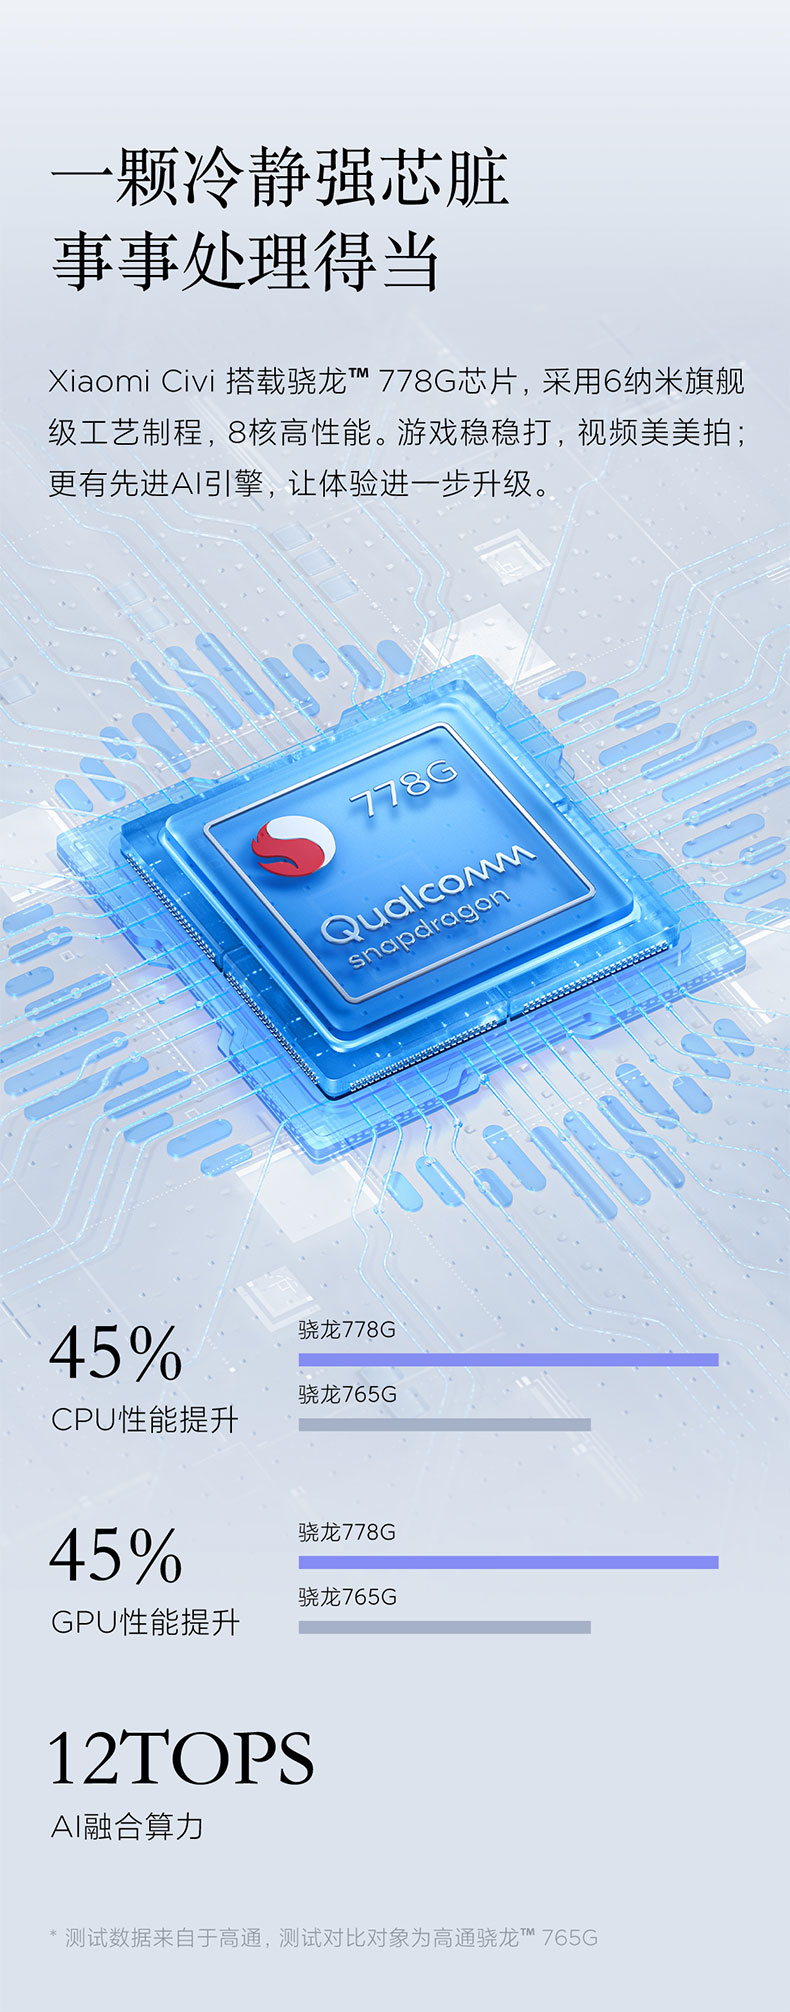 一颗冷静强芯脏
事事处理得当
Xiaomi Civi 搭载骁龙™ 778G芯片，采用6纳米旗舰
级工艺制程，8核高性能。游戏稳稳打，视频美美拍；
更有先进AI引擎，让体验进一步升级。
778G
Qualcomm
snapdragon
45%
CPU性能提升
骁龙778G
骁龙765G
45%
GPU性能提升
骁龙778G
骁龙765G
12TOPS
AI融合算力
* 测试数据来自于高通，测试对比对象为高通骁龙™ 765G